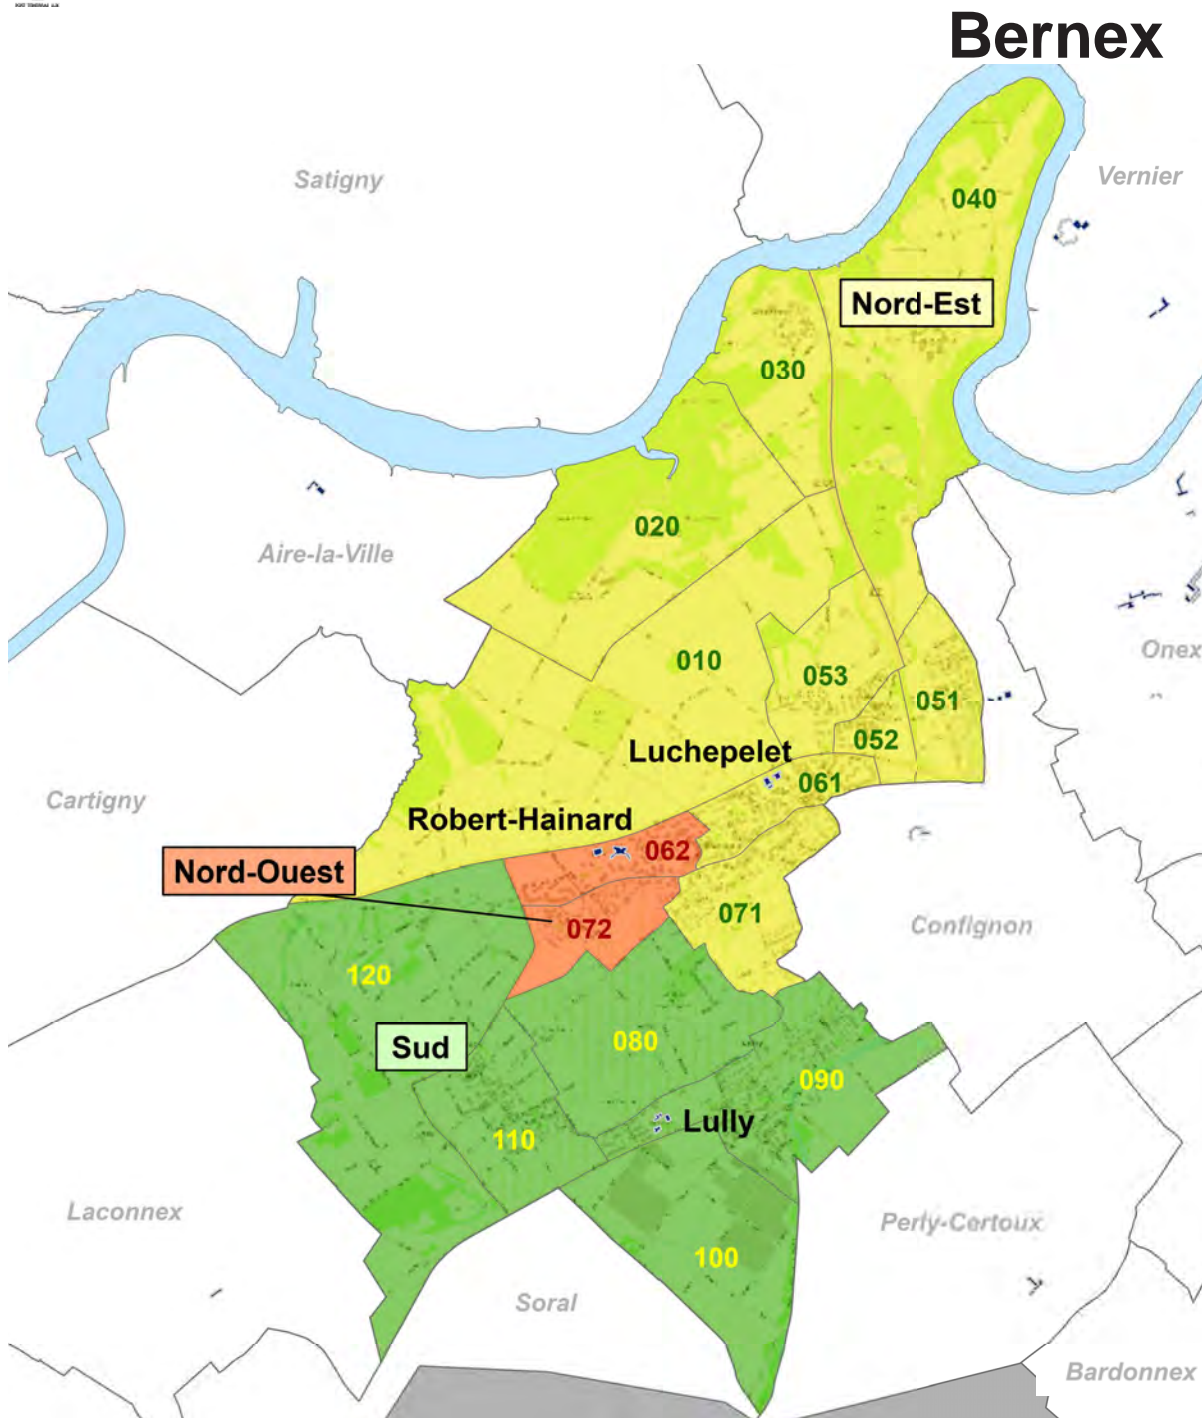 Bernex
Satigny
Vernier
040
Nord-Est
030
020
Aire-la-Ville
Onex
010
053
051
052
Luchepelet
061
Cartigny
Robert-Hainard
062
Nord-Ouest
071
072
Confignon
120
080
Sud
090
Lully
110
Laconnex
Perly-Certoux
100
Soral
Bardonnex